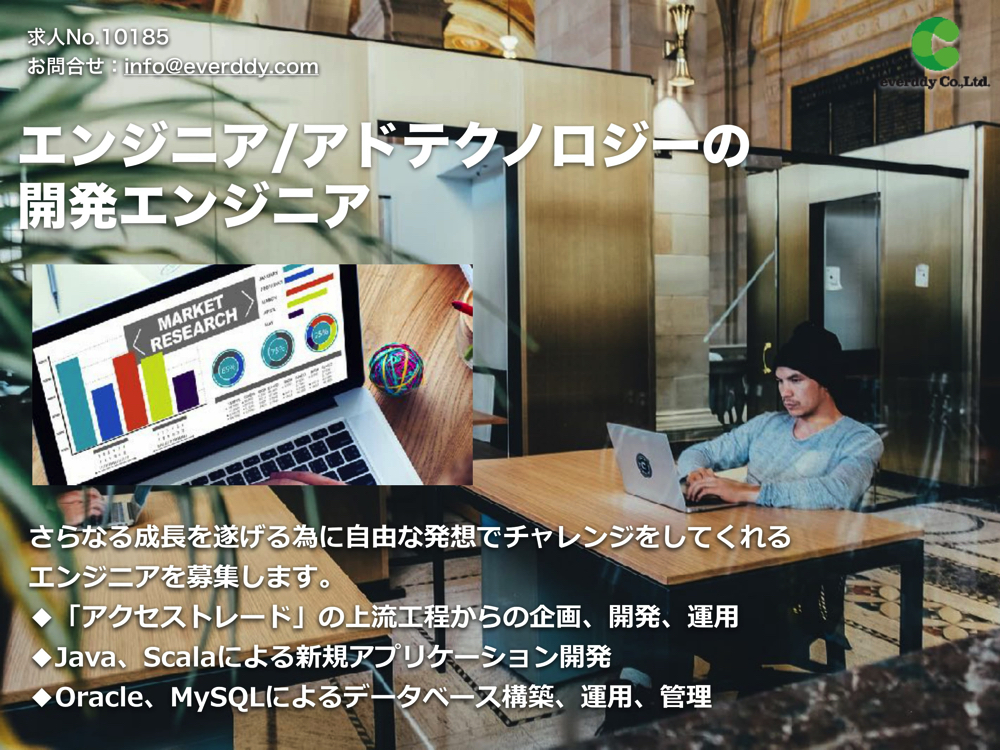 求人No.10185
お問合せ：info@everddy.com
everddy Co.,Ltd.
エンジニア/アドテクノロジーの
開発エンジニア
MARKET
RESEARCH
75%
25%
さらなる成長を遂げる為に自由な発想でチャレンジをしてくれる
エンジニアを募集します。
◆「アクセストレード」の上流工程からの企画、開発、運用
◆Java、Scalaによる新規アプリケーション開発
◆Oracle、MySQLによるデータベース構築、運用、管理